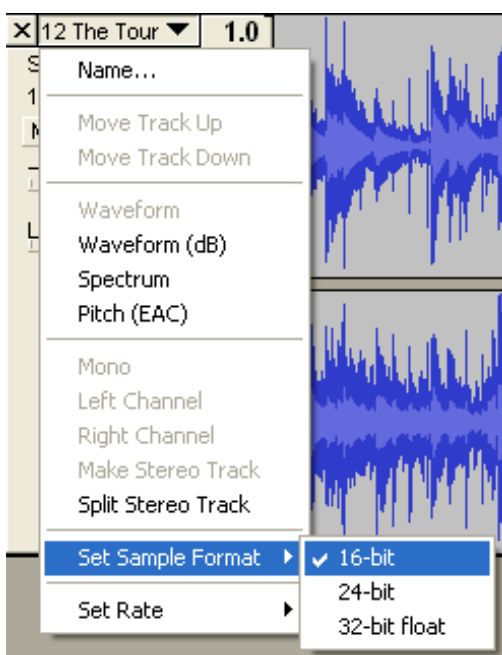 12 The Tour
1.0
S
1
Name...
Move Track Up
Move Track Down
Waveform
Waveform (dB)
L
Spectrum
Pitch (EAC)
Mono
Left Channel
Right Channel
Make Stereo Track
Split Stereo Track
Set Sample Format
16-bit
24-bit
32-bit float
Set Rate